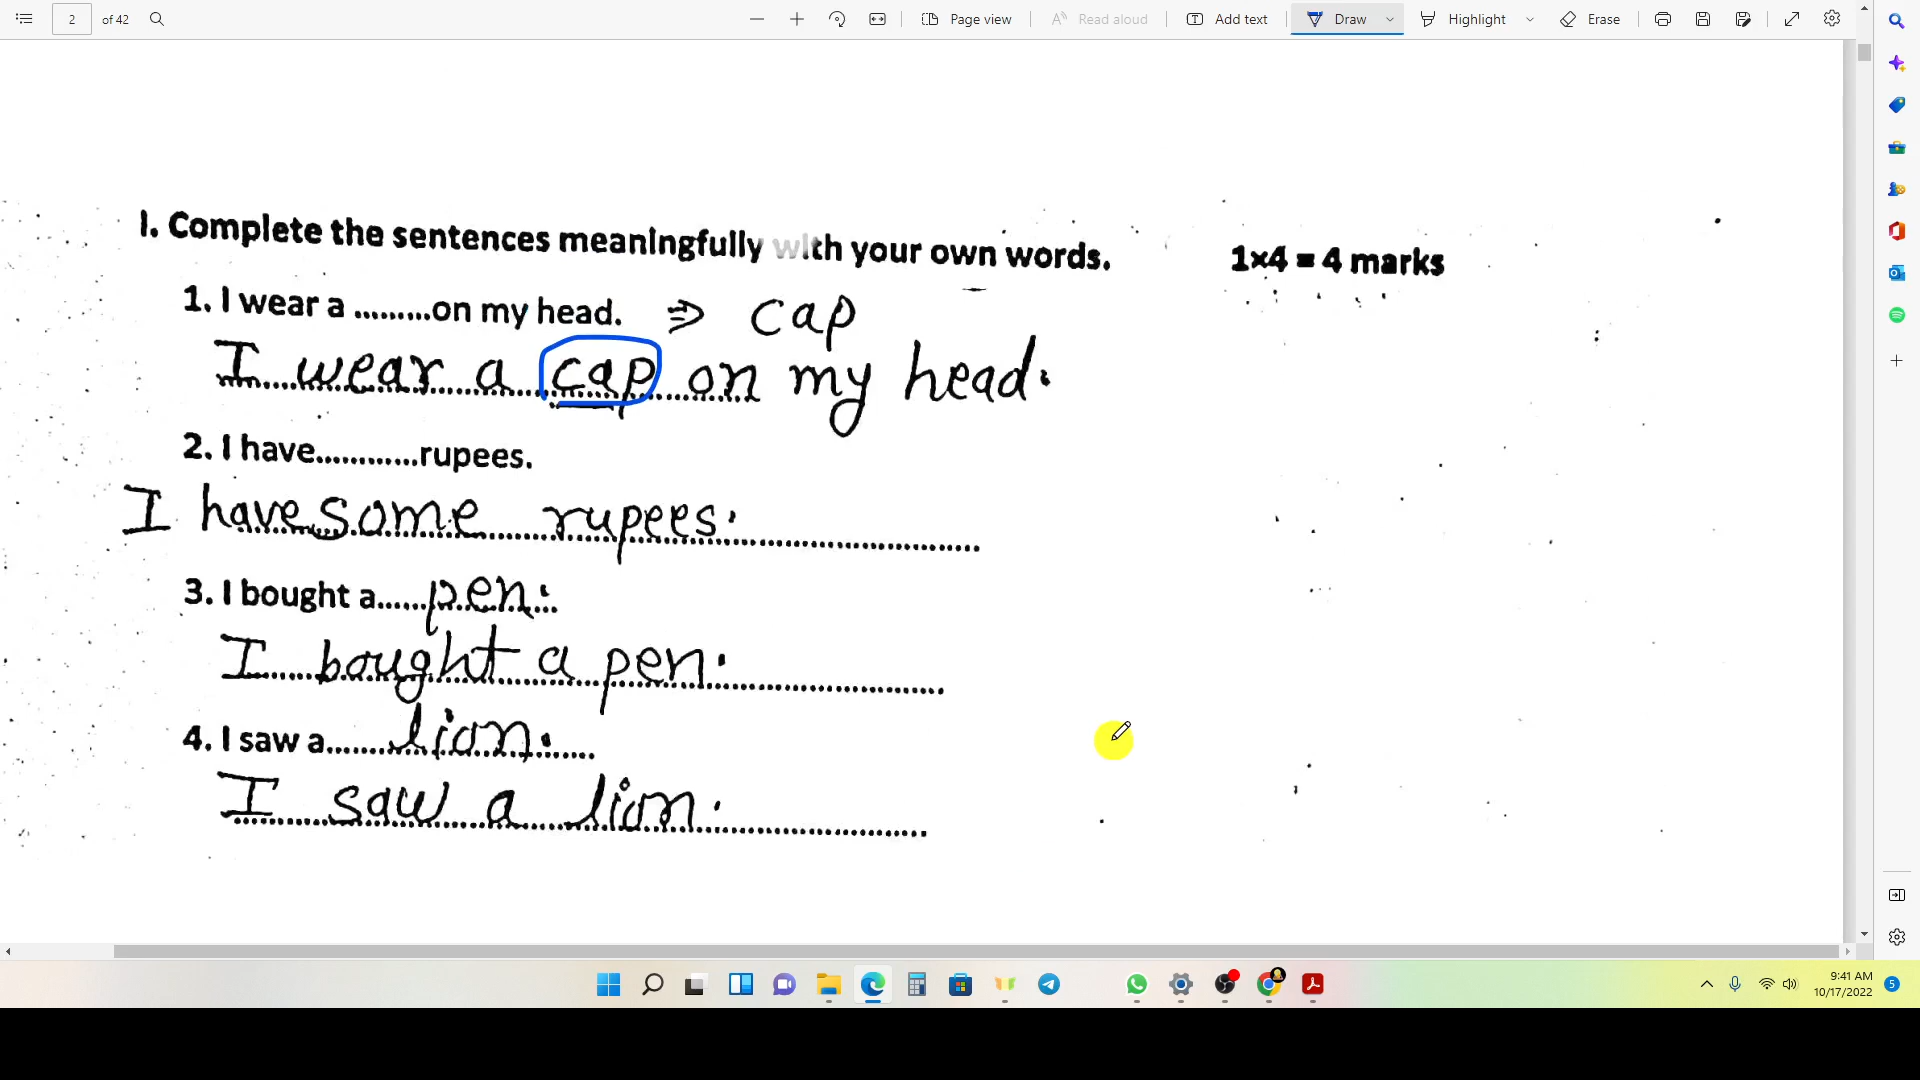 2 of 42 Page view Read aloud Add text Draw Highlight Erase
I. Complete the sentences meaningfully with your own words. 1×4 = 4 marks
1. I wear a .........on my head. ⇒ cap
I wear a cap on my head.
2. I have............rupees.
I have some rupees.
3. I bought a.....pen.
I bought a pen.
4. I saw a......lion.
I saw a lion.
9:41 AM
10/17/2022 5